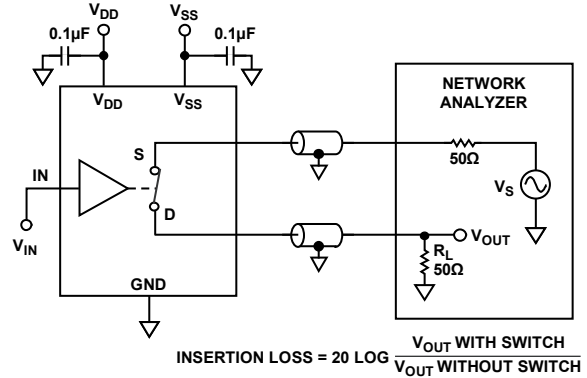 VDD
VSS
0.1µF
0.1µF
VDD
VSS
NETWORK
ANALYZER
S
50Ω
IN
VS
D
VIN
VOUT
RL
50Ω
GND
INSERTION LOSS = 20 LOG VOUT WITH SWITCH
VOUT WITHOUT SWITCH